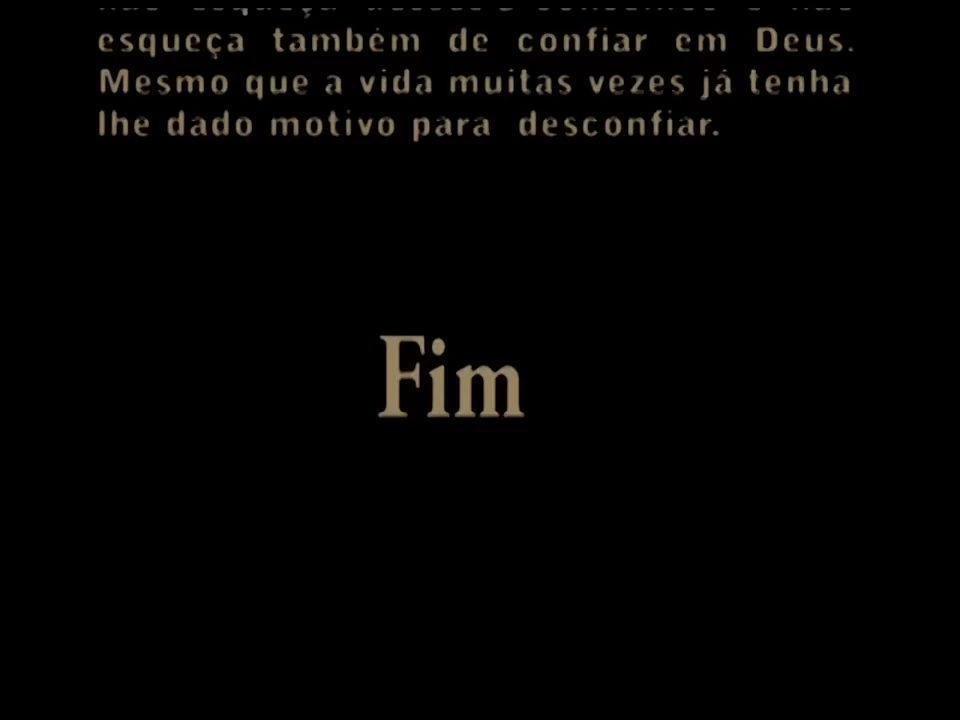 esqueça também de confiar em Deus.
Mesmo que a vida muitas vezes já tenha
lhe dado motivo para desconfiar.
Fim